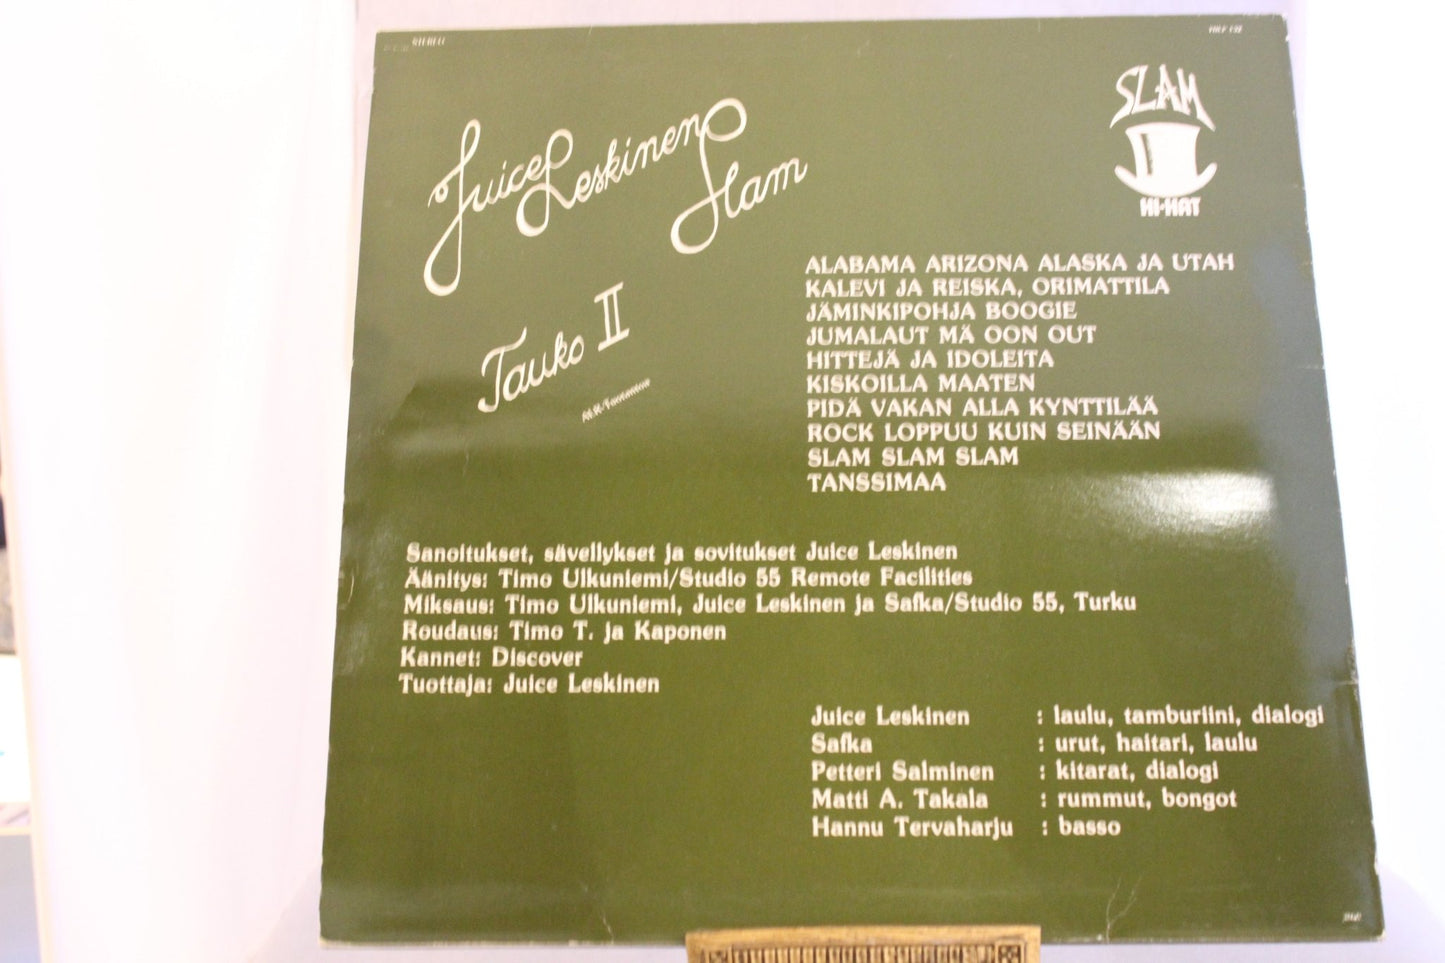 STEREO
SLAM
HI-HAT
Juice Leskinen
Slam
Tauko II
ALABAMA ARIZONA ALASKA JA UTAH
KALEVI JA REISKA, ORIMATTILA
JÄMINKIPOHJA BOOGIE
JUMALAUT MÄ OON OUT
HITTEJÄ JA IDOLEITA
KISKOILLA MAATEN
PIDÄ VAKAN ALLA KYNTTILÄÄ
ROCK LOPPUU KUIN SEINÄÄN
SLAM SLAM SLAM
TANSSIMAA
Sanoitukset, sävellykset ja sovitukset Juice Leskinen
Äänitys: Timo Ulkuniemi/Studio 55 Remote Facilities
Miksaus: Timo Ulkuniemi, Juice Leskinen ja Safka/Studio 55, Turku
Roudaus: Timo T. ja Kaponen
Kannet: Discover
Tuottaja: Juice Leskinen
Juice Leskinen : laulu, tamburiini, dialogi
Safka : urut, haitari, laulu
Petteri Salminen : kitarat, dialogi
Matti A. Takala : rummut, bongot
Hannu Tervaharju : basso